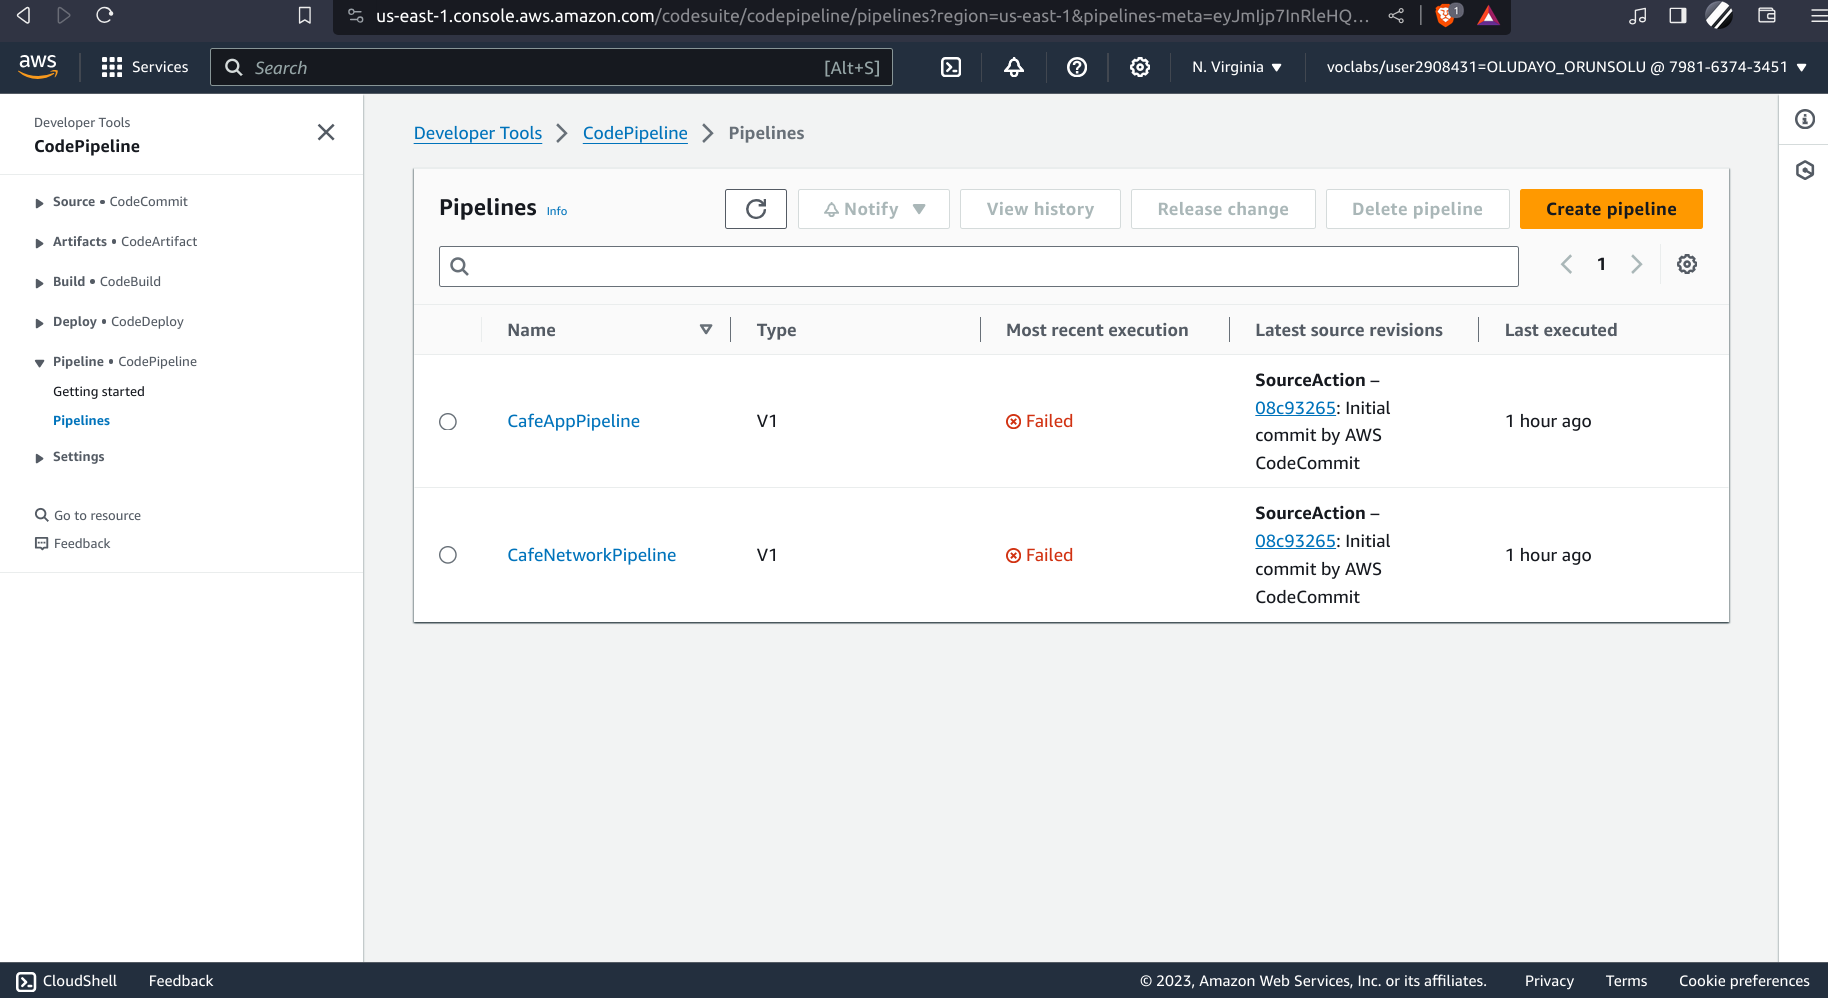 us-east-1.console.aws.amazon.com/codesuite/codepipeline/pipelines?region=us-east-1&pipelines-meta=eyJmIjp7InRleHQ...
1
aws
Services
Search
[Alt+S]
N. Virginia
voclabs/user2908431=OLUDAYO_ORUNSOLU @ 7981-6374-3451
Developer Tools
CodePipeline
Source • CodeCommit
Artifacts • CodeArtifact
Build • CodeBuild
Deploy • CodeDeploy
Pipeline • CodePipeline
Getting started
Pipelines
Settings
Go to resource
Feedback
Developer Tools
CodePipeline
Pipelines
Pipelines Info
Notify
View history
Release change
Delete pipeline
Create pipeline
1
Name
Type
Most recent execution
Latest source revisions
Last executed
CafeAppPipeline
V1
Failed
SourceAction –
08c93265: Initial
commit by AWS
CodeCommit
1 hour ago
CafeNetworkPipeline
V1
Failed
SourceAction –
08c93265: Initial
commit by AWS
CodeCommit
1 hour ago
CloudShell
Feedback
© 2023, Amazon Web Services, Inc. or its affiliates.
Privacy
Terms
Cookie preferences